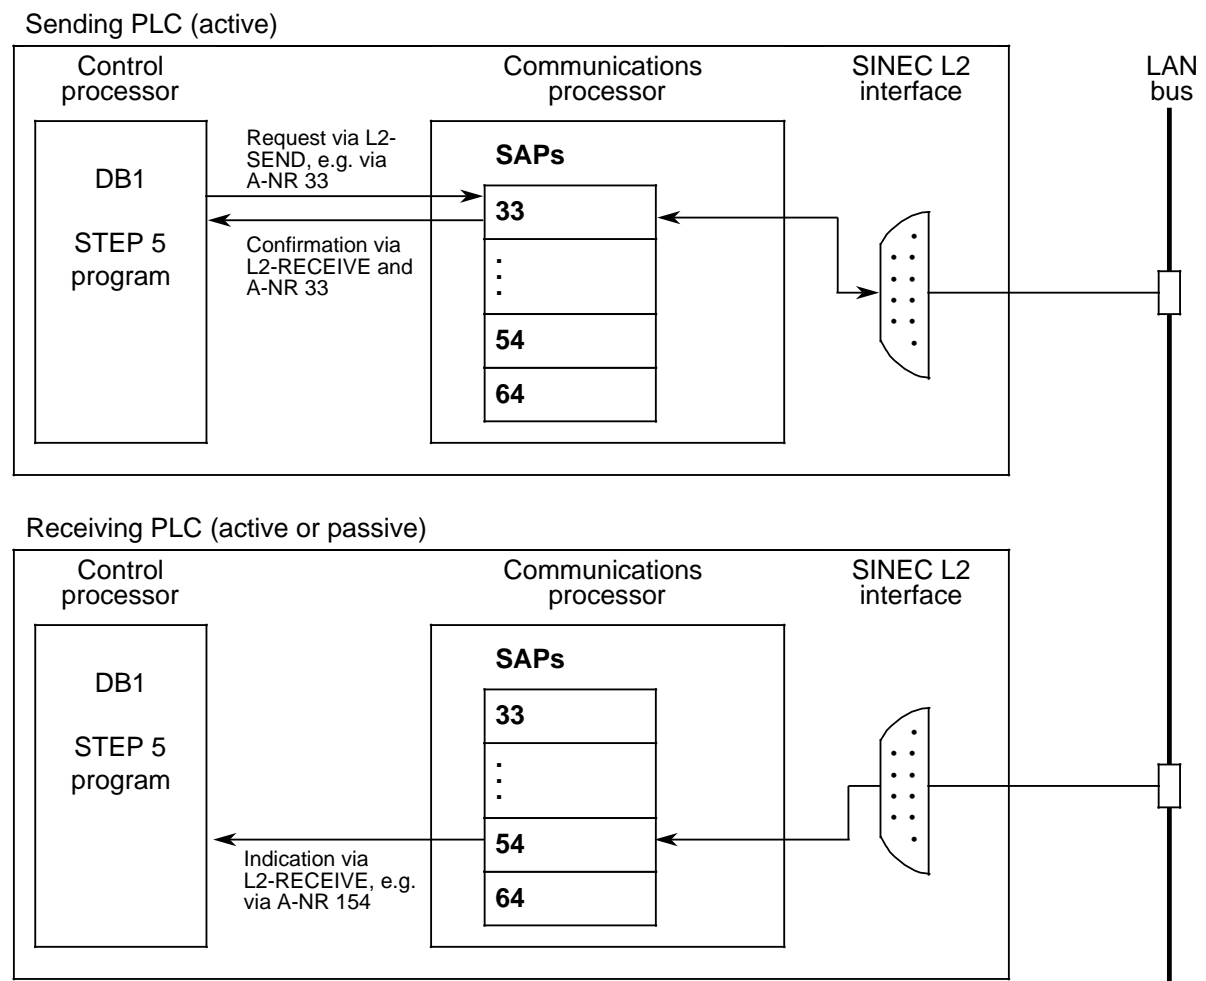 Sending PLC (active)
Control
processor
Communications
processor
SINEC L2
interface
LAN
bus
DB1
STEP 5
program
Request via L2-
SEND, e.g. via
A-NR 33
Confirmation via
L2-RECEIVE and
A-NR 33
SAPs
33
.
.
.
54
64
Receiving PLC (active or passive)
Control
processor
Communications
processor
SINEC L2
interface
DB1
STEP 5
program
Indication via
L2-RECEIVE, e.g.
via A-NR 154
SAPs
33
.
.
.
54
64